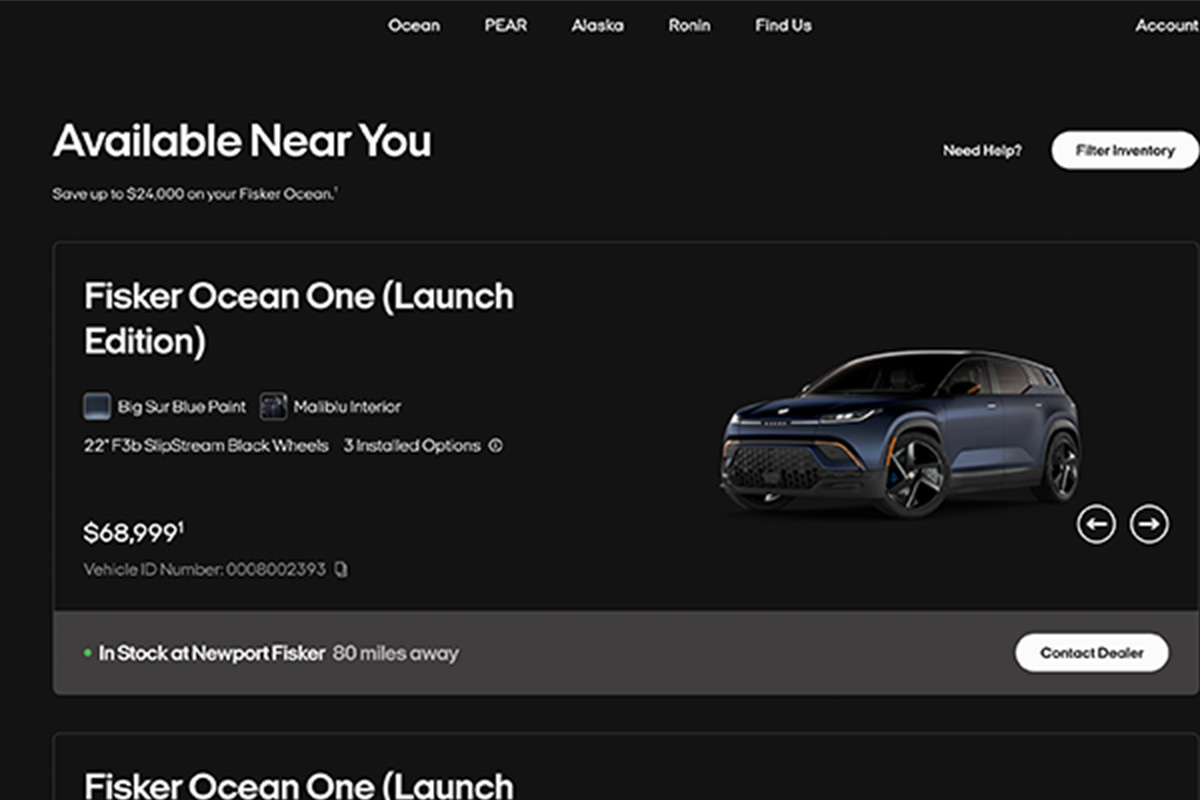 Ocean PEAR Alaska Ronin Find Us Account
Available Near You
Need Help? Filter Inventory
Save up to $24,000 on your Fisker Ocean.¹
Fisker Ocean One (Launch
Edition)
Big Sur Blue Paint Maliblu Interior
22" F3b SlipStream Black Wheels 3 Installed Options
$68,999¹
Vehicle ID Number: 0008002393
In Stock at Newport Fisker 80 miles away
Contact Dealer
Fisker Ocean One (Launch